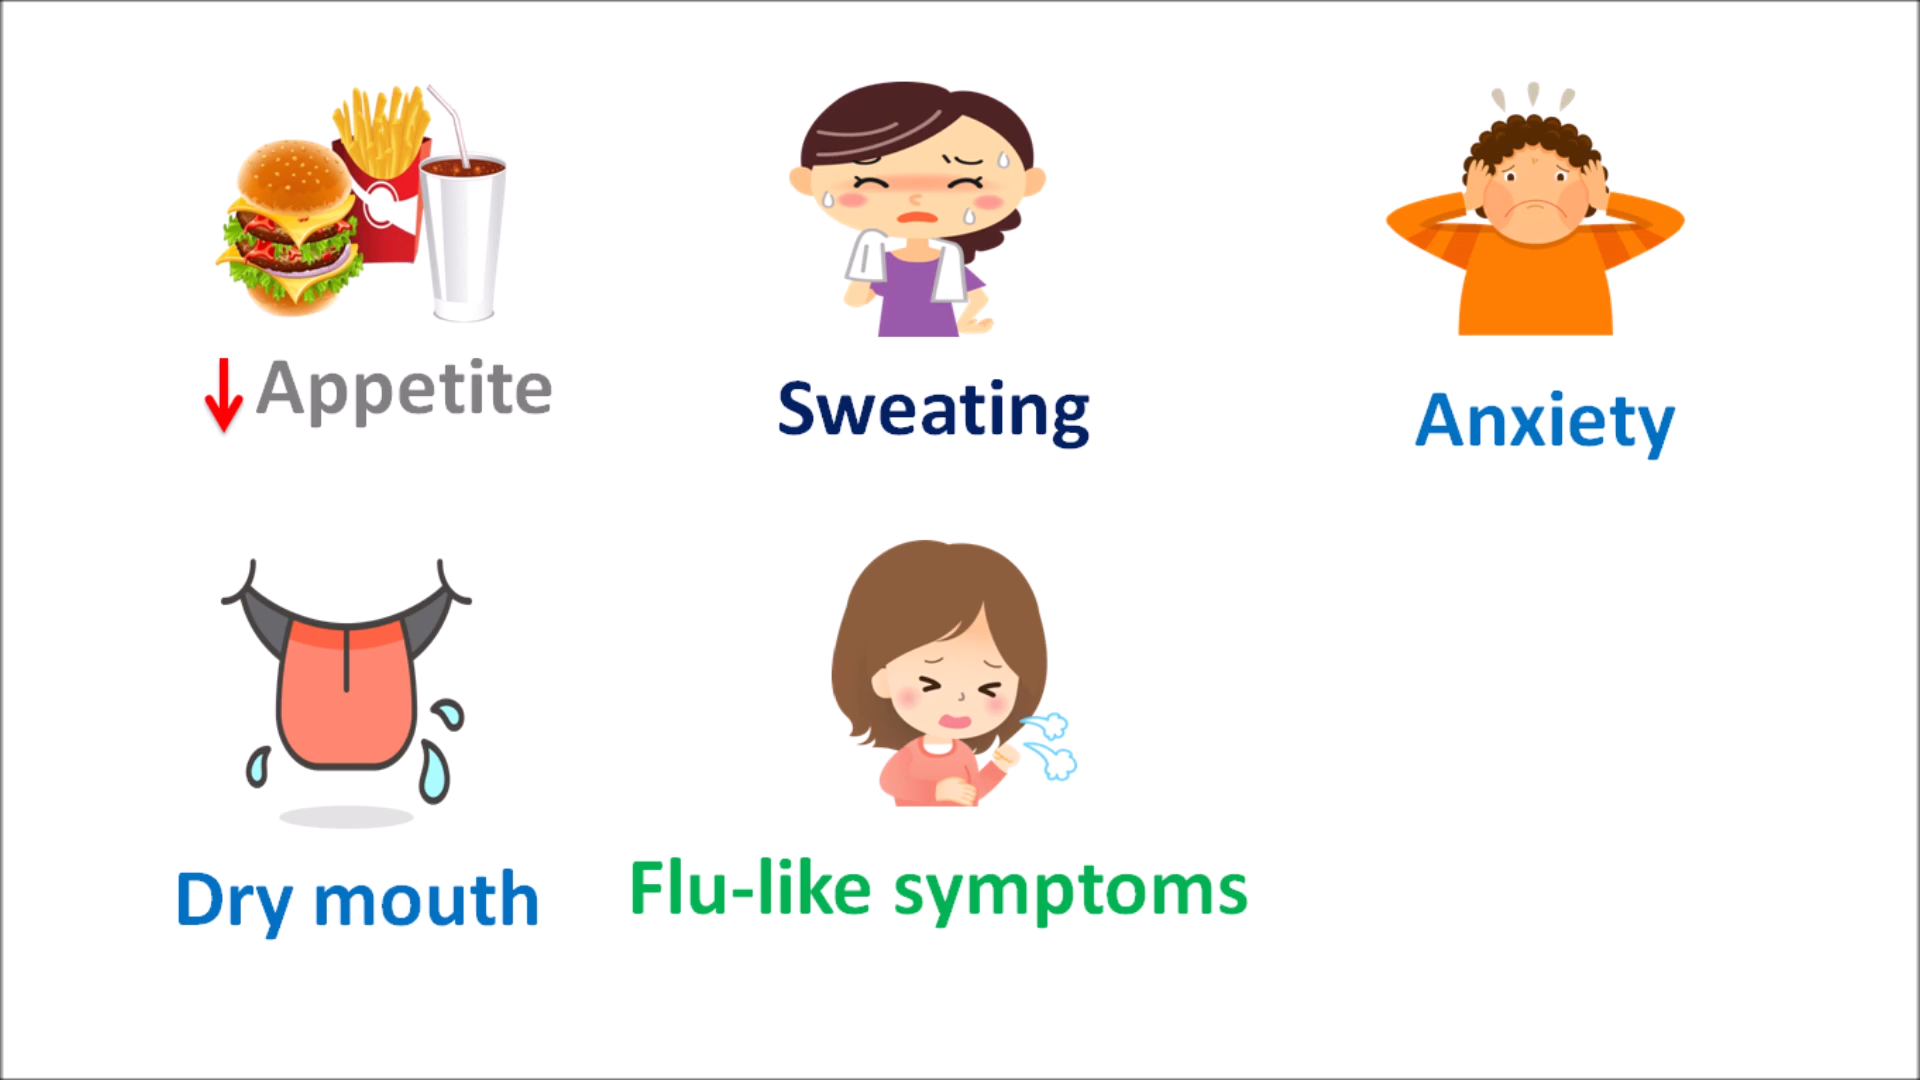 ↓ Appetite
Sweating
Anxiety
Dry mouth
Flu-like symptoms